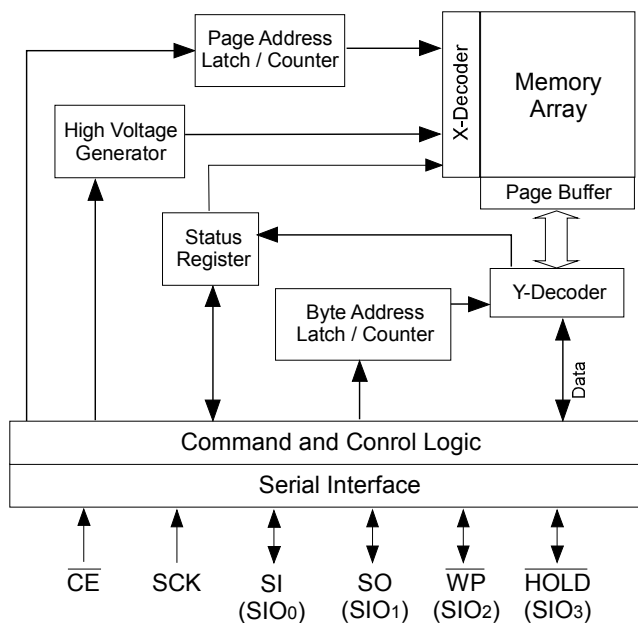 Page Address
Latch / Counter
X-Decoder
Memory
Array
High Voltage
Generator
Page Buffer
Status
Register
Y-Decoder
Byte Address
Latch / Counter
Data
Command and Conrol Logic
Serial Interface
CE SCK SI SO WP HOLD
(SIO0) (SIO1) (SIO2) (SIO3)